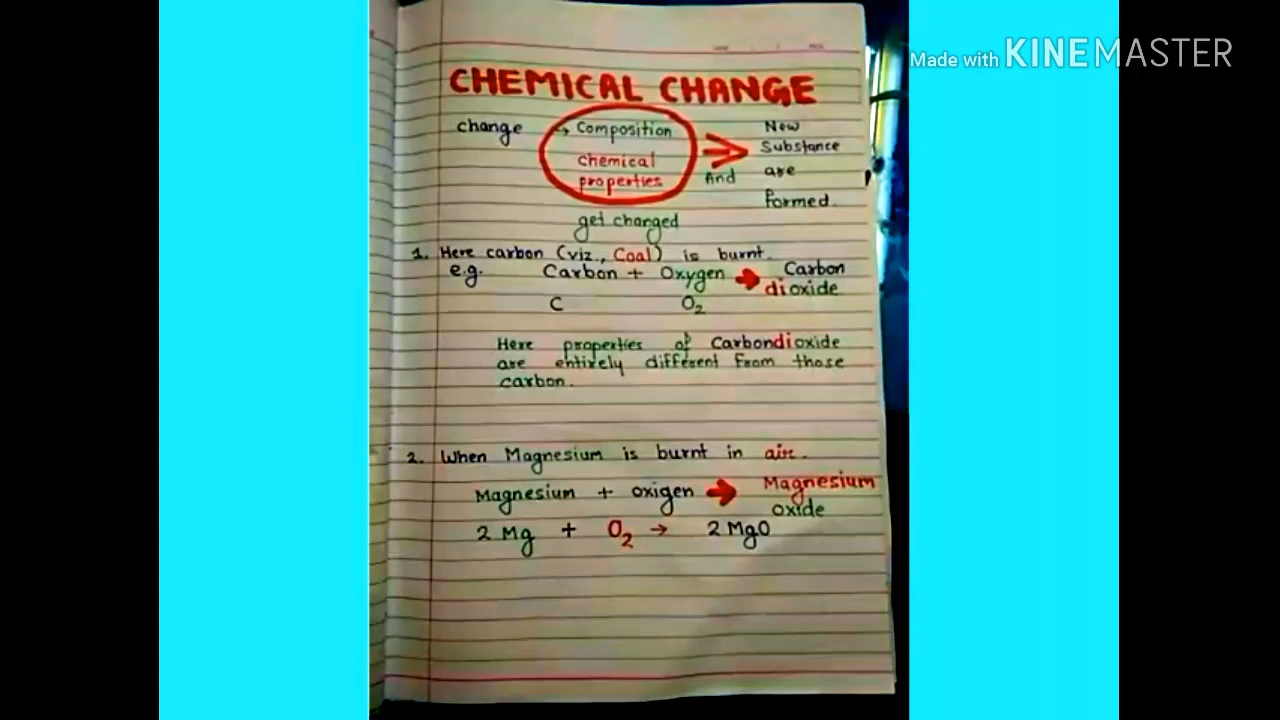 Made with KINEMASTER
CHEMICAL CHANGE
change → Composition
chemical
properties
get changed
And
New
Substance
are
formed.
1. Here carbon (viz., Coal) is burnt.
e.g. Carbon + Oxygen → Carbon
dioxide
C O₂
Here properties of Carbondioxide
are entirely different From those
carbon.
2. When Magnesium is burnt in air.
Magnesium + oxigen → Magnesium
oxide
2 Mg + O₂ → 2 MgO